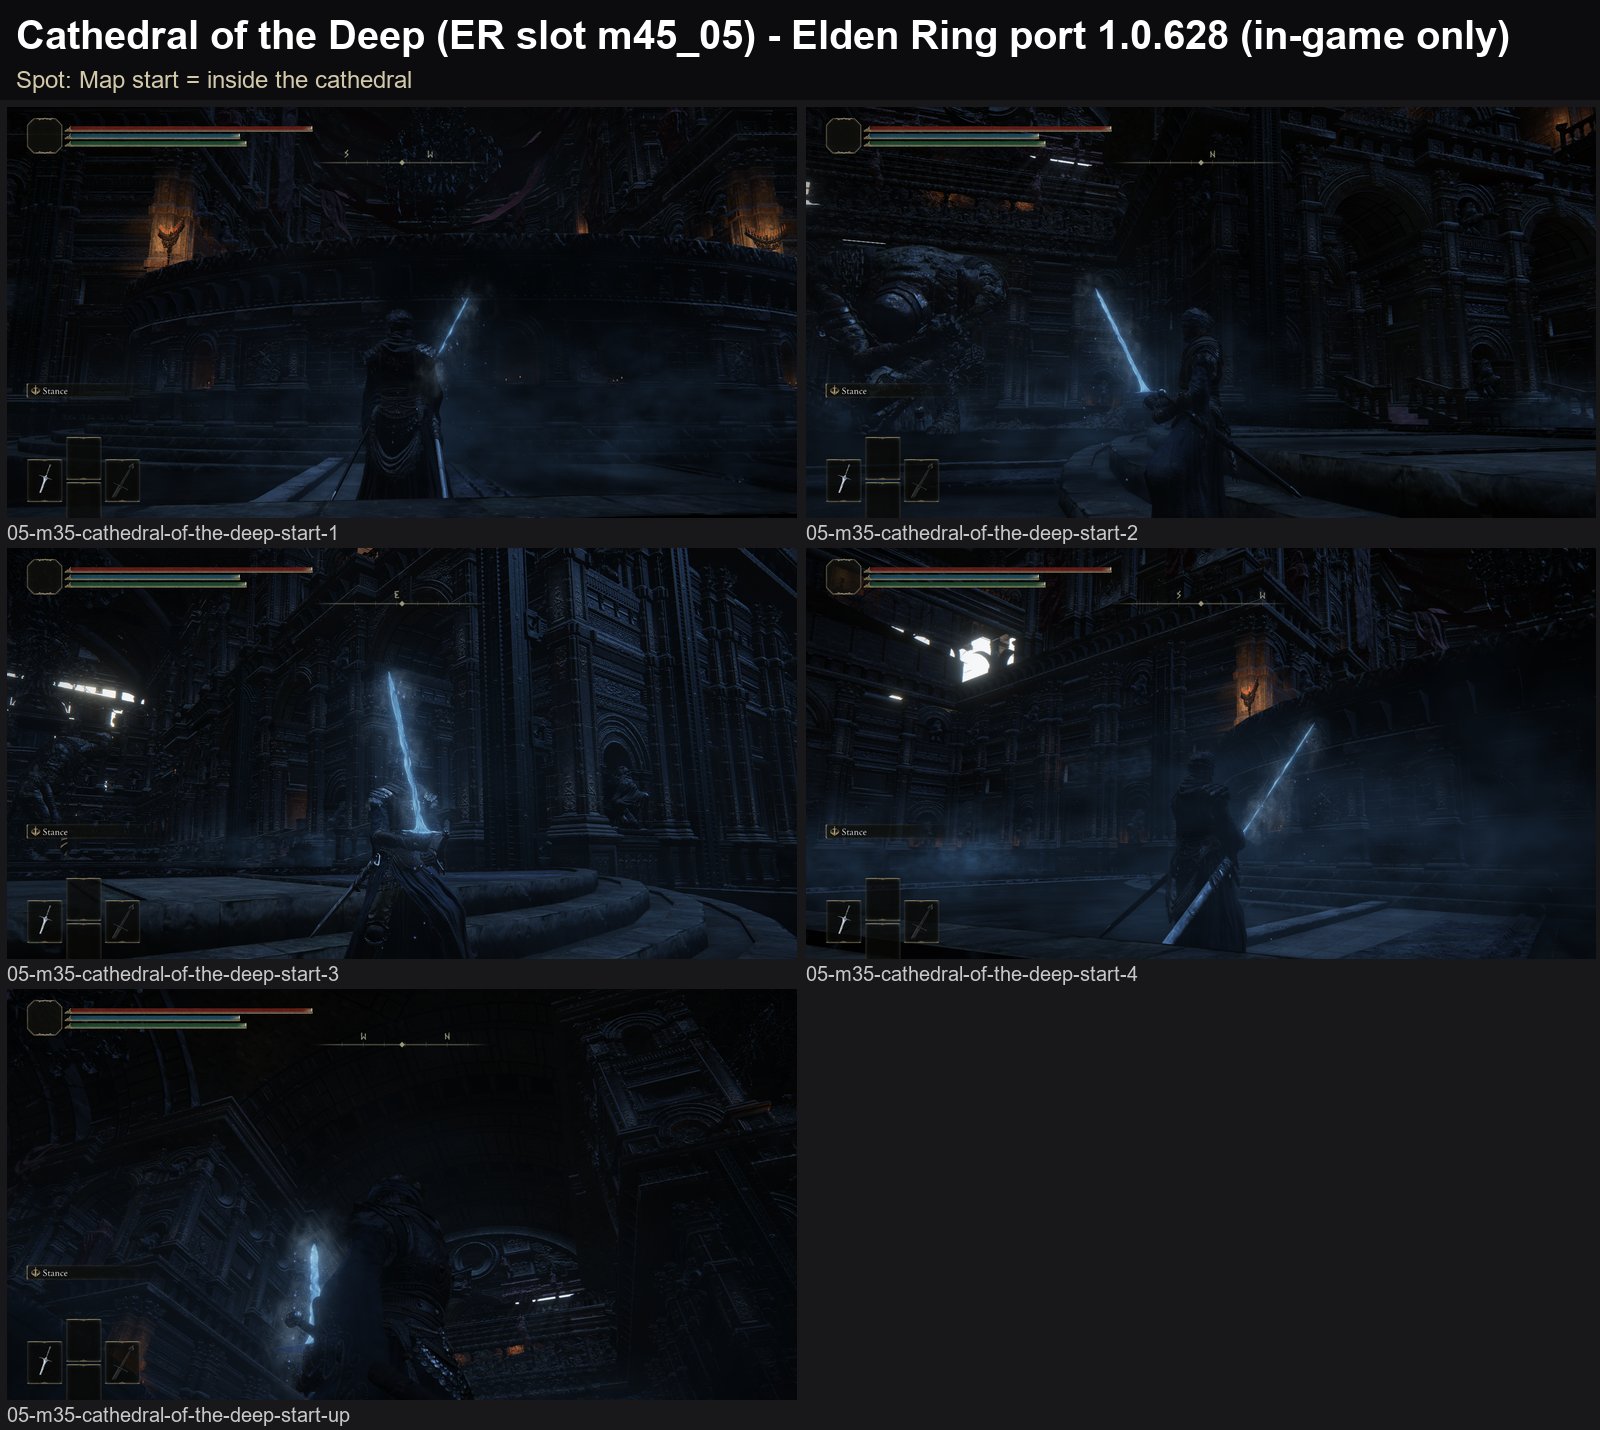 Cathedral of the Deep (ER slot m45_05) - Elden Ring port 1.0.628 (in-game only)
Spot: Map start = inside the cathedral
S W
Stance
05-m35-cathedral-of-the-deep-start-1
N
Stance
05-m35-cathedral-of-the-deep-start-2
E
Stance
05-m35-cathedral-of-the-deep-start-3
S W
Stance
05-m35-cathedral-of-the-deep-start-4
W N
Stance
05-m35-cathedral-of-the-deep-start-up